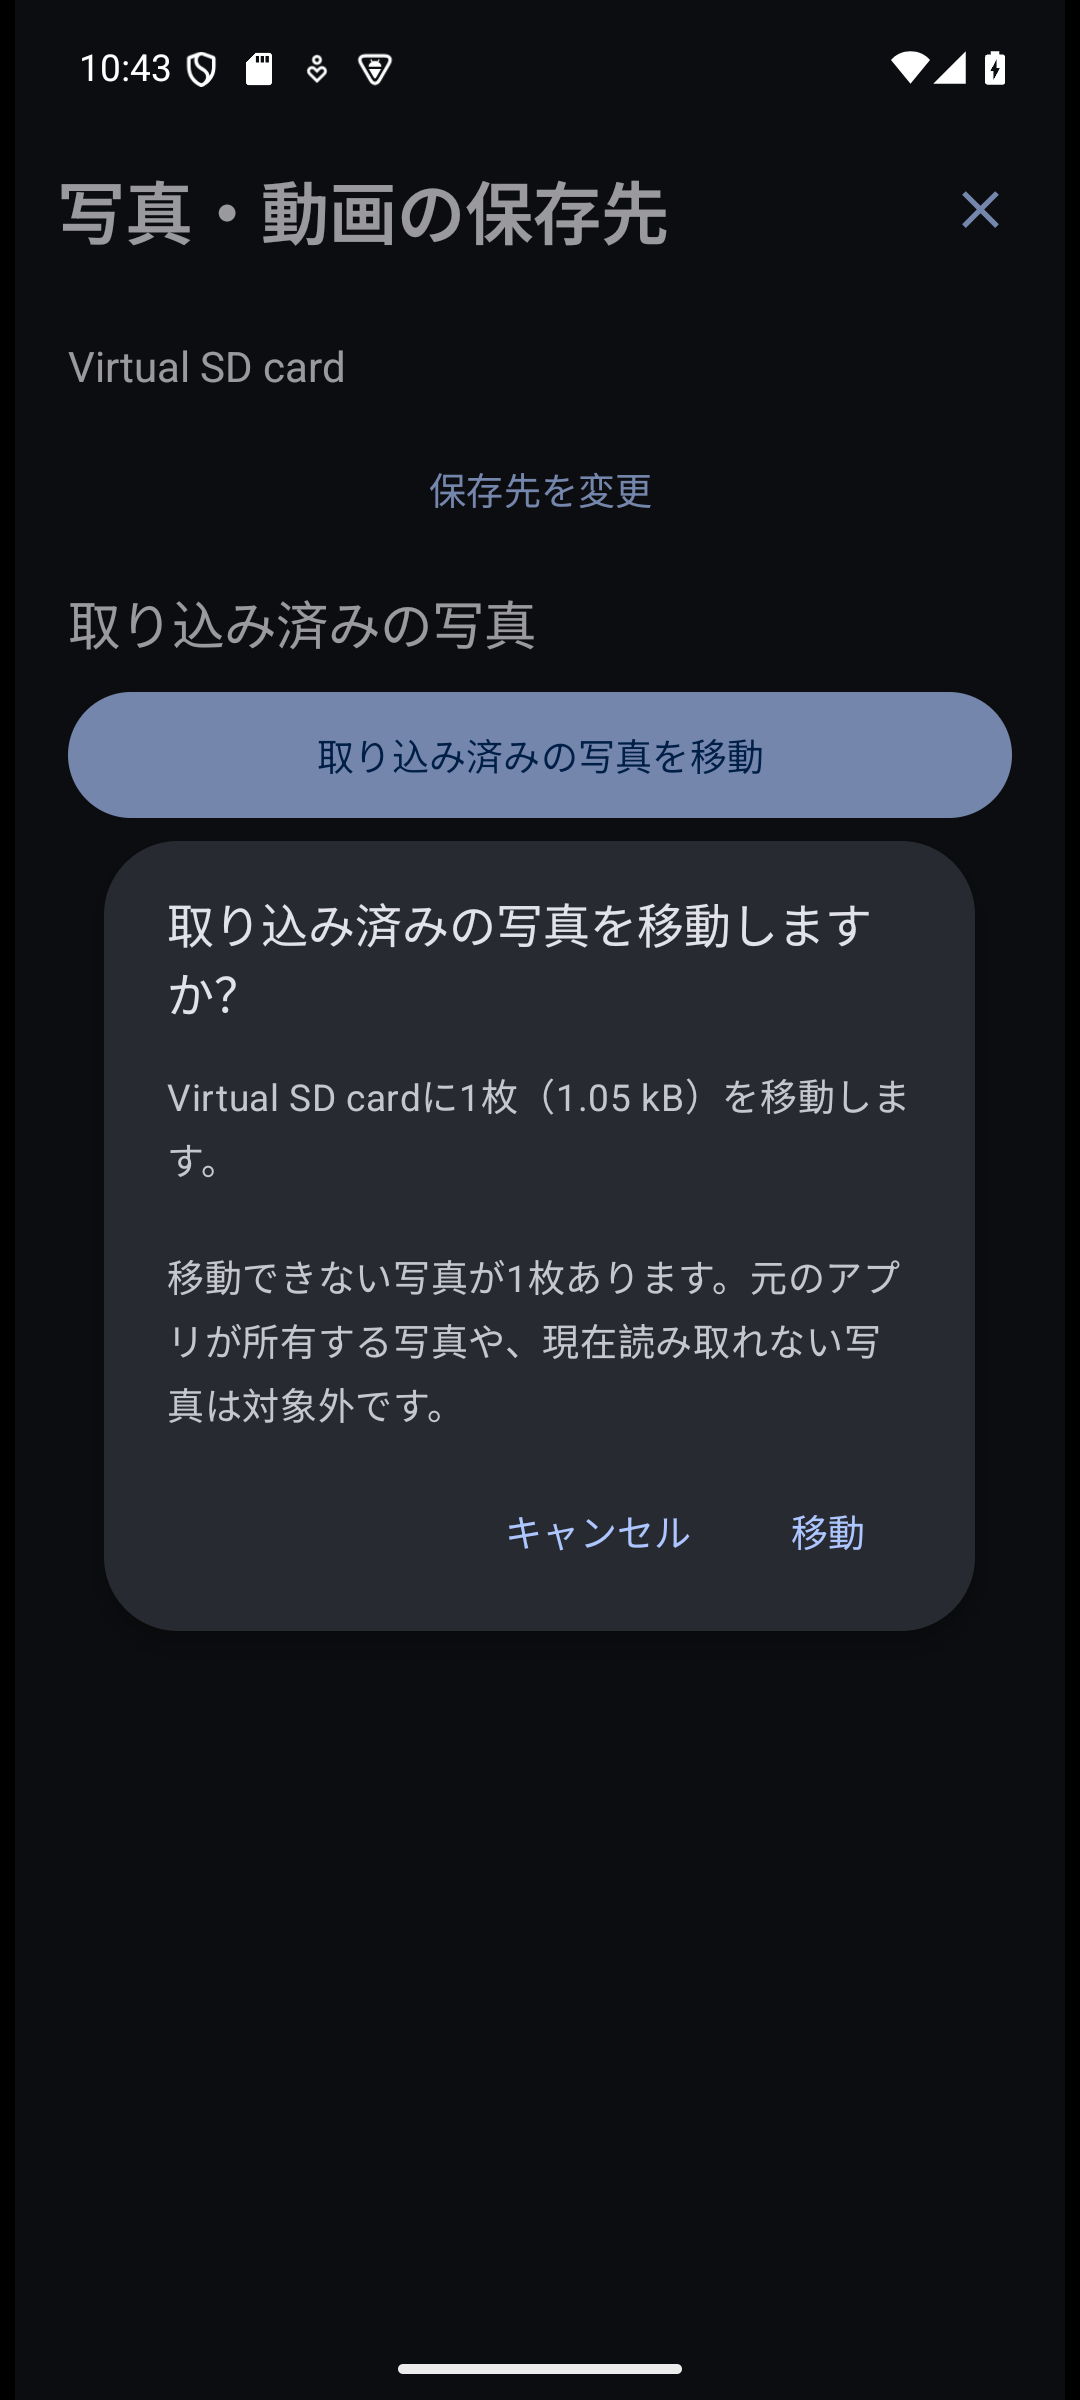 10:43
写真・動画の保存先
Virtual SD card
保存先を変更
取り込み済みの写真
取り込み済みの写真を移動
取り込み済みの写真を移動します
か?
Virtual SD cardに1枚（1.05 kB）を移動しま
す。
移動できない写真が1枚あります。元のアプ
リが所有する写真や、現在読み取れない写
真は対象外です。
キャンセル 移動